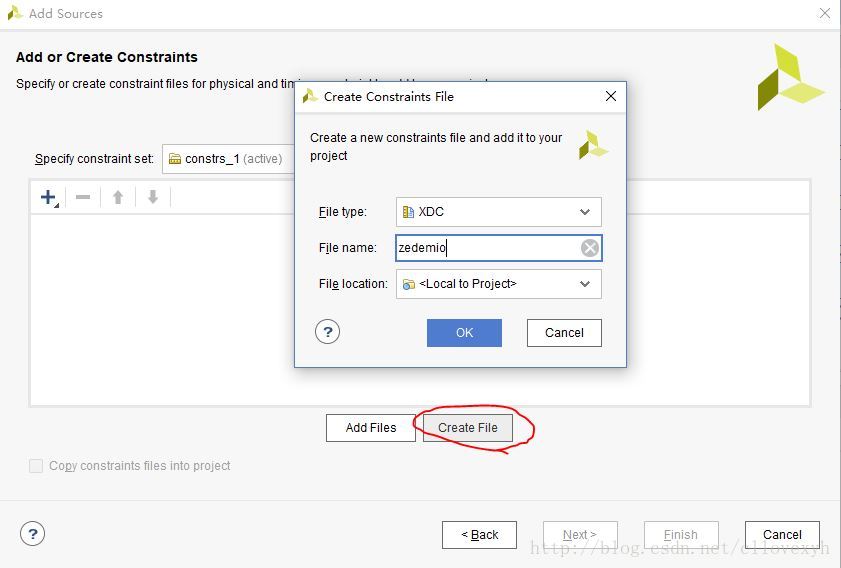 Add Sources
Add or Create Constraints
Specify or create constraint files for physical and
Create Constraints File
Create a new constraints file and add it to your
project
Specify constraint set: constrs_1 (active)
File type: XDC
File name: zedemio
File location: <Local to Project>
? OK Cancel
Add Files Create File
Copy constraints files into project
? < Back Next > Finish Cancel
http://blog.csdn.net/cllovexyh